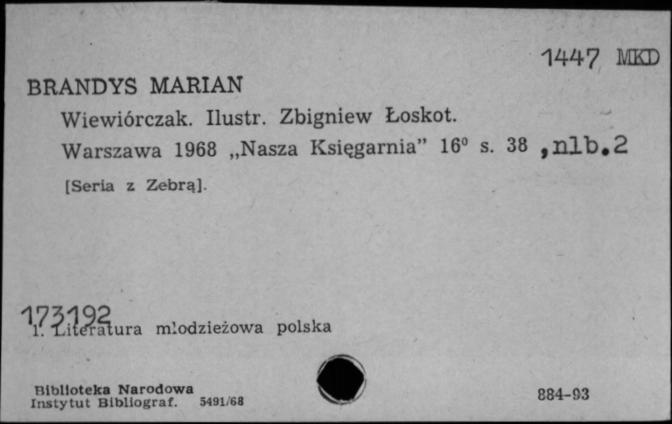 1447 MKD
BRANDYS MARIAN
Wiewiórczak. Ilustr. Zbigniew Łoskot.
Warszawa 1968 „Nasza Księgarnia” 16⁰ s. 38 ,nlb.2
[Seria z Zebrą].
173192
1. Literatura młodzieżowa polska
Biblioteka Narodowa
Instytut Bibliograf. 5491/68
884-93